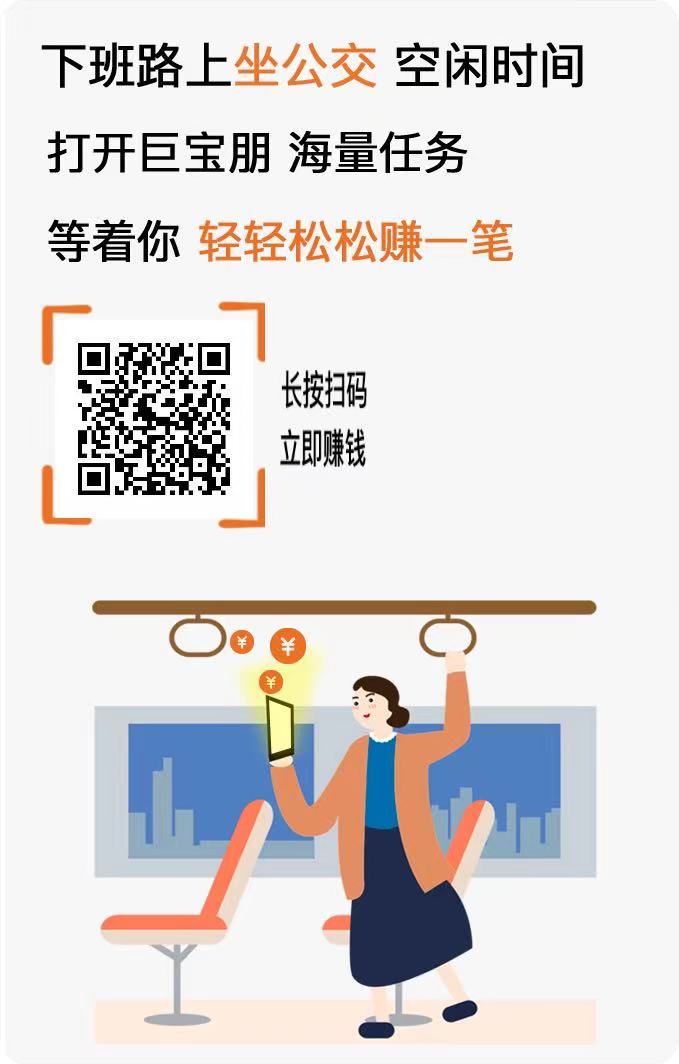 下班路上坐公交 空闲时间
打开巨宝朋 海量任务
等着你 轻轻松松赚一笔
长按扫码
立即赚钱
¥
¥
¥